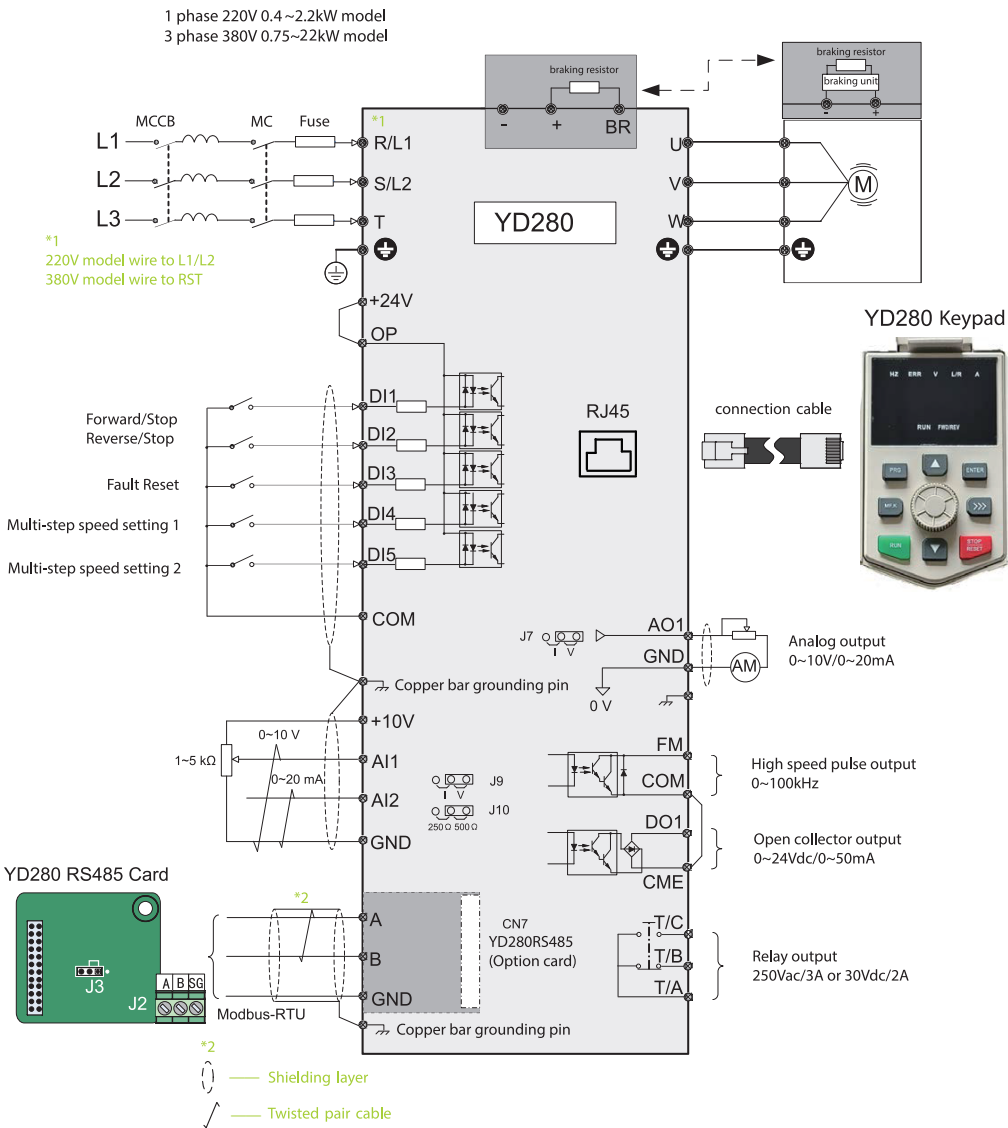 1 phase 220V 0.4 ~2.2kW model
3 phase 380V 0.75~22kW model
braking resistor
- + BR
braking resistor
braking unit
- +
MCCB MC Fuse
L1
L2
L3
*1
R/L1
S/L2
T
U
V
W
M
YD280
*1
220V model wire to L1/L2
380V model wire to RST
+24V
OP
DI1
DI2
DI3
DI4
DI5
COM
Forward/Stop
Reverse/Stop
Fault Reset
Multi-step speed setting 1
Multi-step speed setting 2
RJ45
connection cable
YD280 Keypad
HZ ERR V L/R A
RUN FWD/REV
PRG
ENTER
MF.K
>>>
RUN
STOP
RESET
Copper bar grounding pin
J7
I V
AO1
GND
0 V
AM
Analog output
0~10V/0~20mA
+10V
AI1
AI2
GND
1~5 kΩ
0~10 V
0~20 mA
J9
I V
J10
250Ω 500Ω
FM
COM
High speed pulse output
0~100kHz
DO1
CME
Open collector output
0~24Vdc/0~50mA
T/C
T/B
T/A
Relay output
250Vac/3A or 30Vdc/2A
YD280 RS485 Card
J3
J2
A B SG
Modbus-RTU
*2
A
B
GND
CN7
YD280RS485
(Option card)
Copper bar grounding pin
*2
Shielding layer
Twisted pair cable